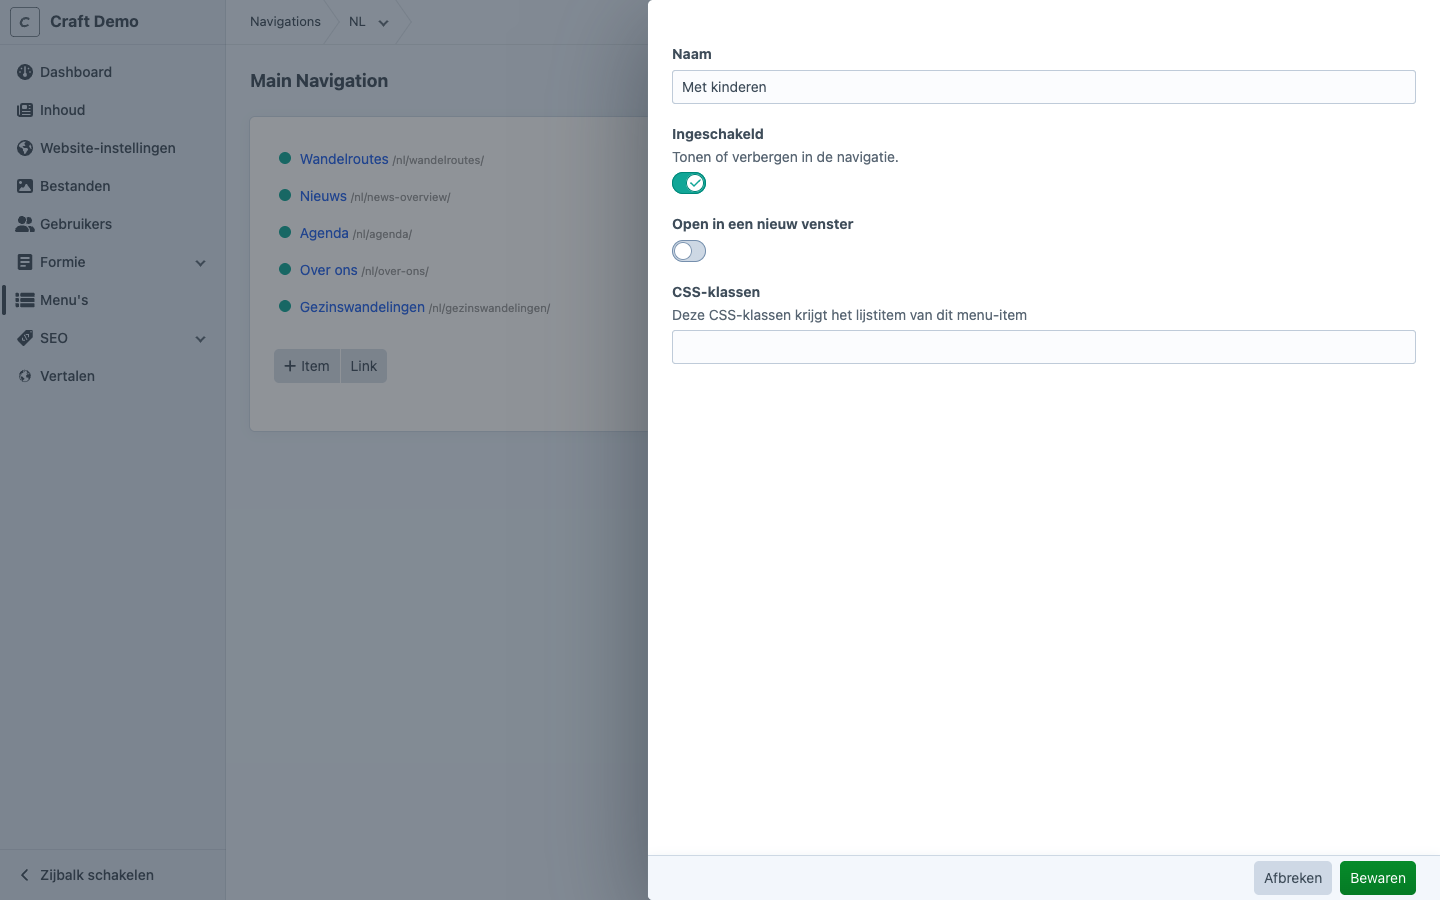 C Craft Demo
Dashboard
Inhoud
Website-instellingen
Bestanden
Gebruikers
Formie
Menu's
SEO
Vertalen
Zijbalk schakelen
Navigations NL
Main Navigation
Wandelroutes /nl/wandelroutes/
Nieuws /nl/news-overview/
Agenda /nl/agenda/
Over ons /nl/over-ons/
Gezinswandelingen /nl/gezinswandelingen/
+ Item Link
Naam
Met kinderen
Ingeschakeld
Tonen of verbergen in de navigatie.
Open in een nieuw venster
CSS-klassen
Deze CSS-klassen krijgt het lijstitem van dit menu-item
Afbreken Bewaren